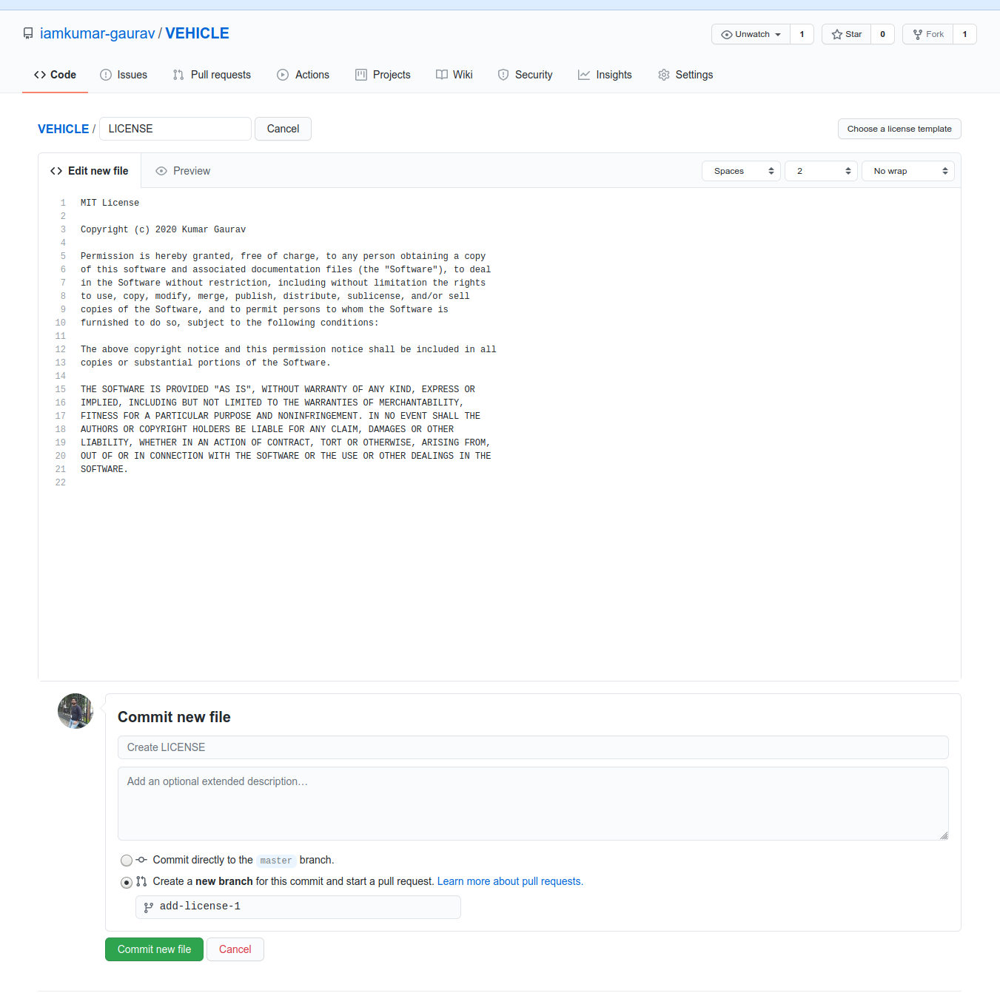 iamkumar-gaurav / VEHICLE
Unwatch 1 Star 0 Fork 1
Code Issues Pull requests Actions Projects Wiki Security Insights Settings
VEHICLE / LICENSE Cancel Choose a license template
Edit new file Preview Spaces 2 No wrap
1 MIT License
2
3 Copyright (c) 2020 Kumar Gaurav
4
5 Permission is hereby granted, free of charge, to any person obtaining a copy
6 of this software and associated documentation files (the "Software"), to deal
7 in the Software without restriction, including without limitation the rights
8 to use, copy, modify, merge, publish, distribute, sublicense, and/or sell
9 copies of the Software, and to permit persons to whom the Software is
10 furnished to do so, subject to the following conditions:
11
12 The above copyright notice and this permission notice shall be included in all
13 copies or substantial portions of the Software.
14
15 THE SOFTWARE IS PROVIDED "AS IS", WITHOUT WARRANTY OF ANY KIND, EXPRESS OR
16 IMPLIED, INCLUDING BUT NOT LIMITED TO THE WARRANTIES OF MERCHANTABILITY,
17 FITNESS FOR A PARTICULAR PURPOSE AND NONINFRINGEMENT. IN NO EVENT SHALL THE
18 AUTHORS OR COPYRIGHT HOLDERS BE LIABLE FOR ANY CLAIM, DAMAGES OR OTHER
19 LIABILITY, WHETHER IN AN ACTION OF CONTRACT, TORT OR OTHERWISE, ARISING FROM,
20 OUT OF OR IN CONNECTION WITH THE SOFTWARE OR THE USE OR OTHER DEALINGS IN THE
21 SOFTWARE.
22
Commit new file
Create LICENSE
Add an optional extended description…
Commit directly to the master branch.
Create a new branch for this commit and start a pull request. Learn more about pull requests.
add-license-1
Commit new file Cancel